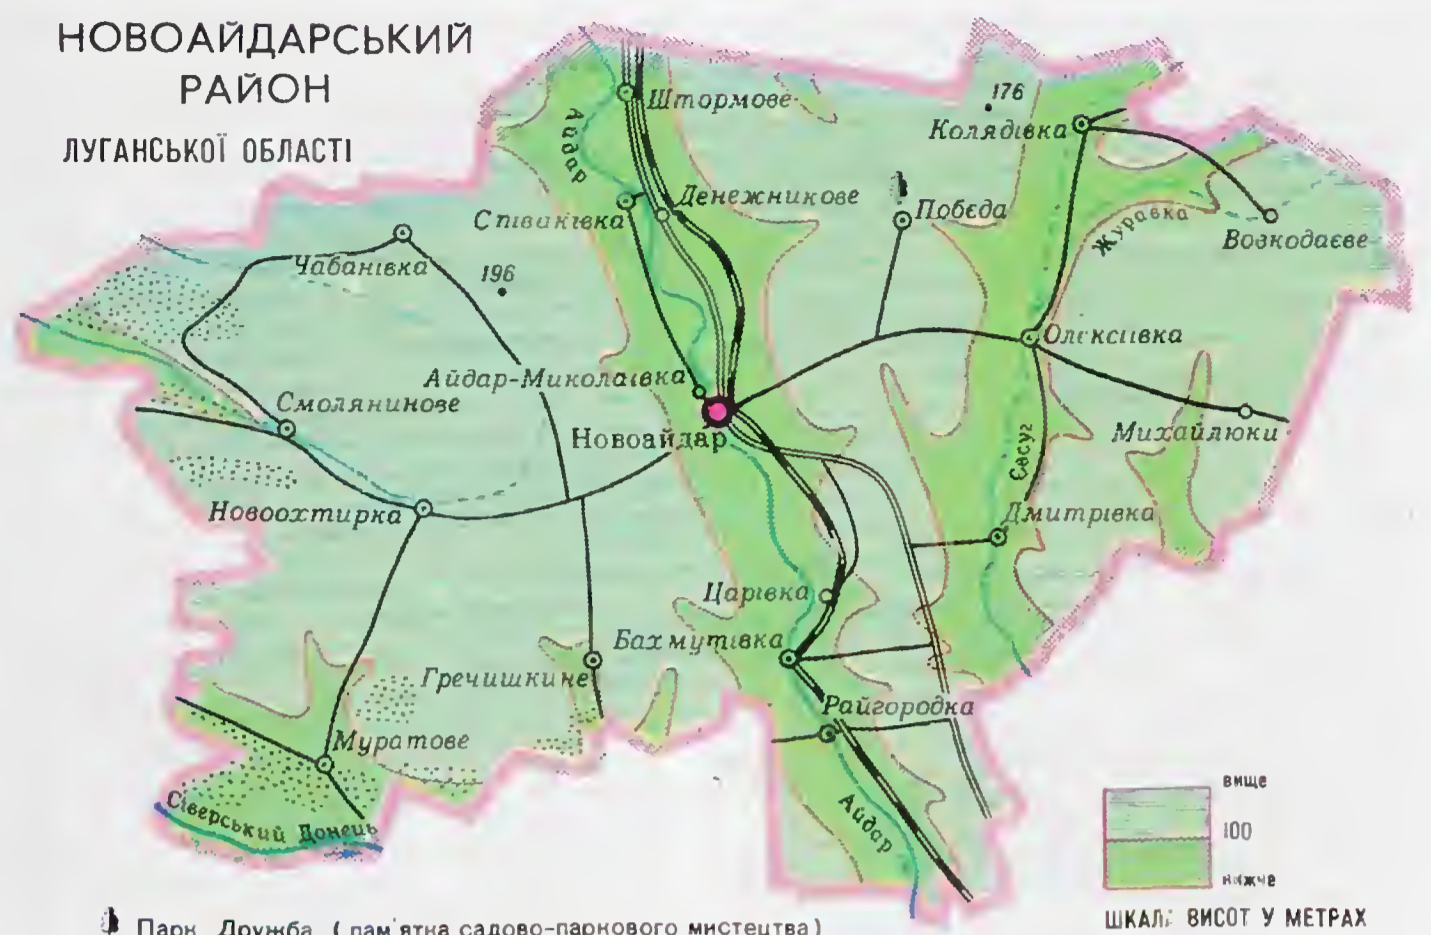 НОВОАЙДАРСЬКИЙ
РАЙОН
ЛУГАНСЬКОЇ ОБЛАСТІ
Штормове
176
Колядівка
Айдар
Денежникове
Співаківка
Побєда
Журавка
Водкодаєве
Чабанівка
196
Олексіївка
Айдар-Миколаївка
Смолянинове
Новоайдар
Михайлюки
Євсуг
Новоохтирка
Дмитрівка
Царівка
Бахмутівка
Гречишкине
Райгородка
Муратове
Сіверський Донець
Айдар
вище
100
нижче
ШКАЛА ВИСОТ У МЕТРАХ
Парк Дружба (пам'ятка садово-паркового мистецтва)